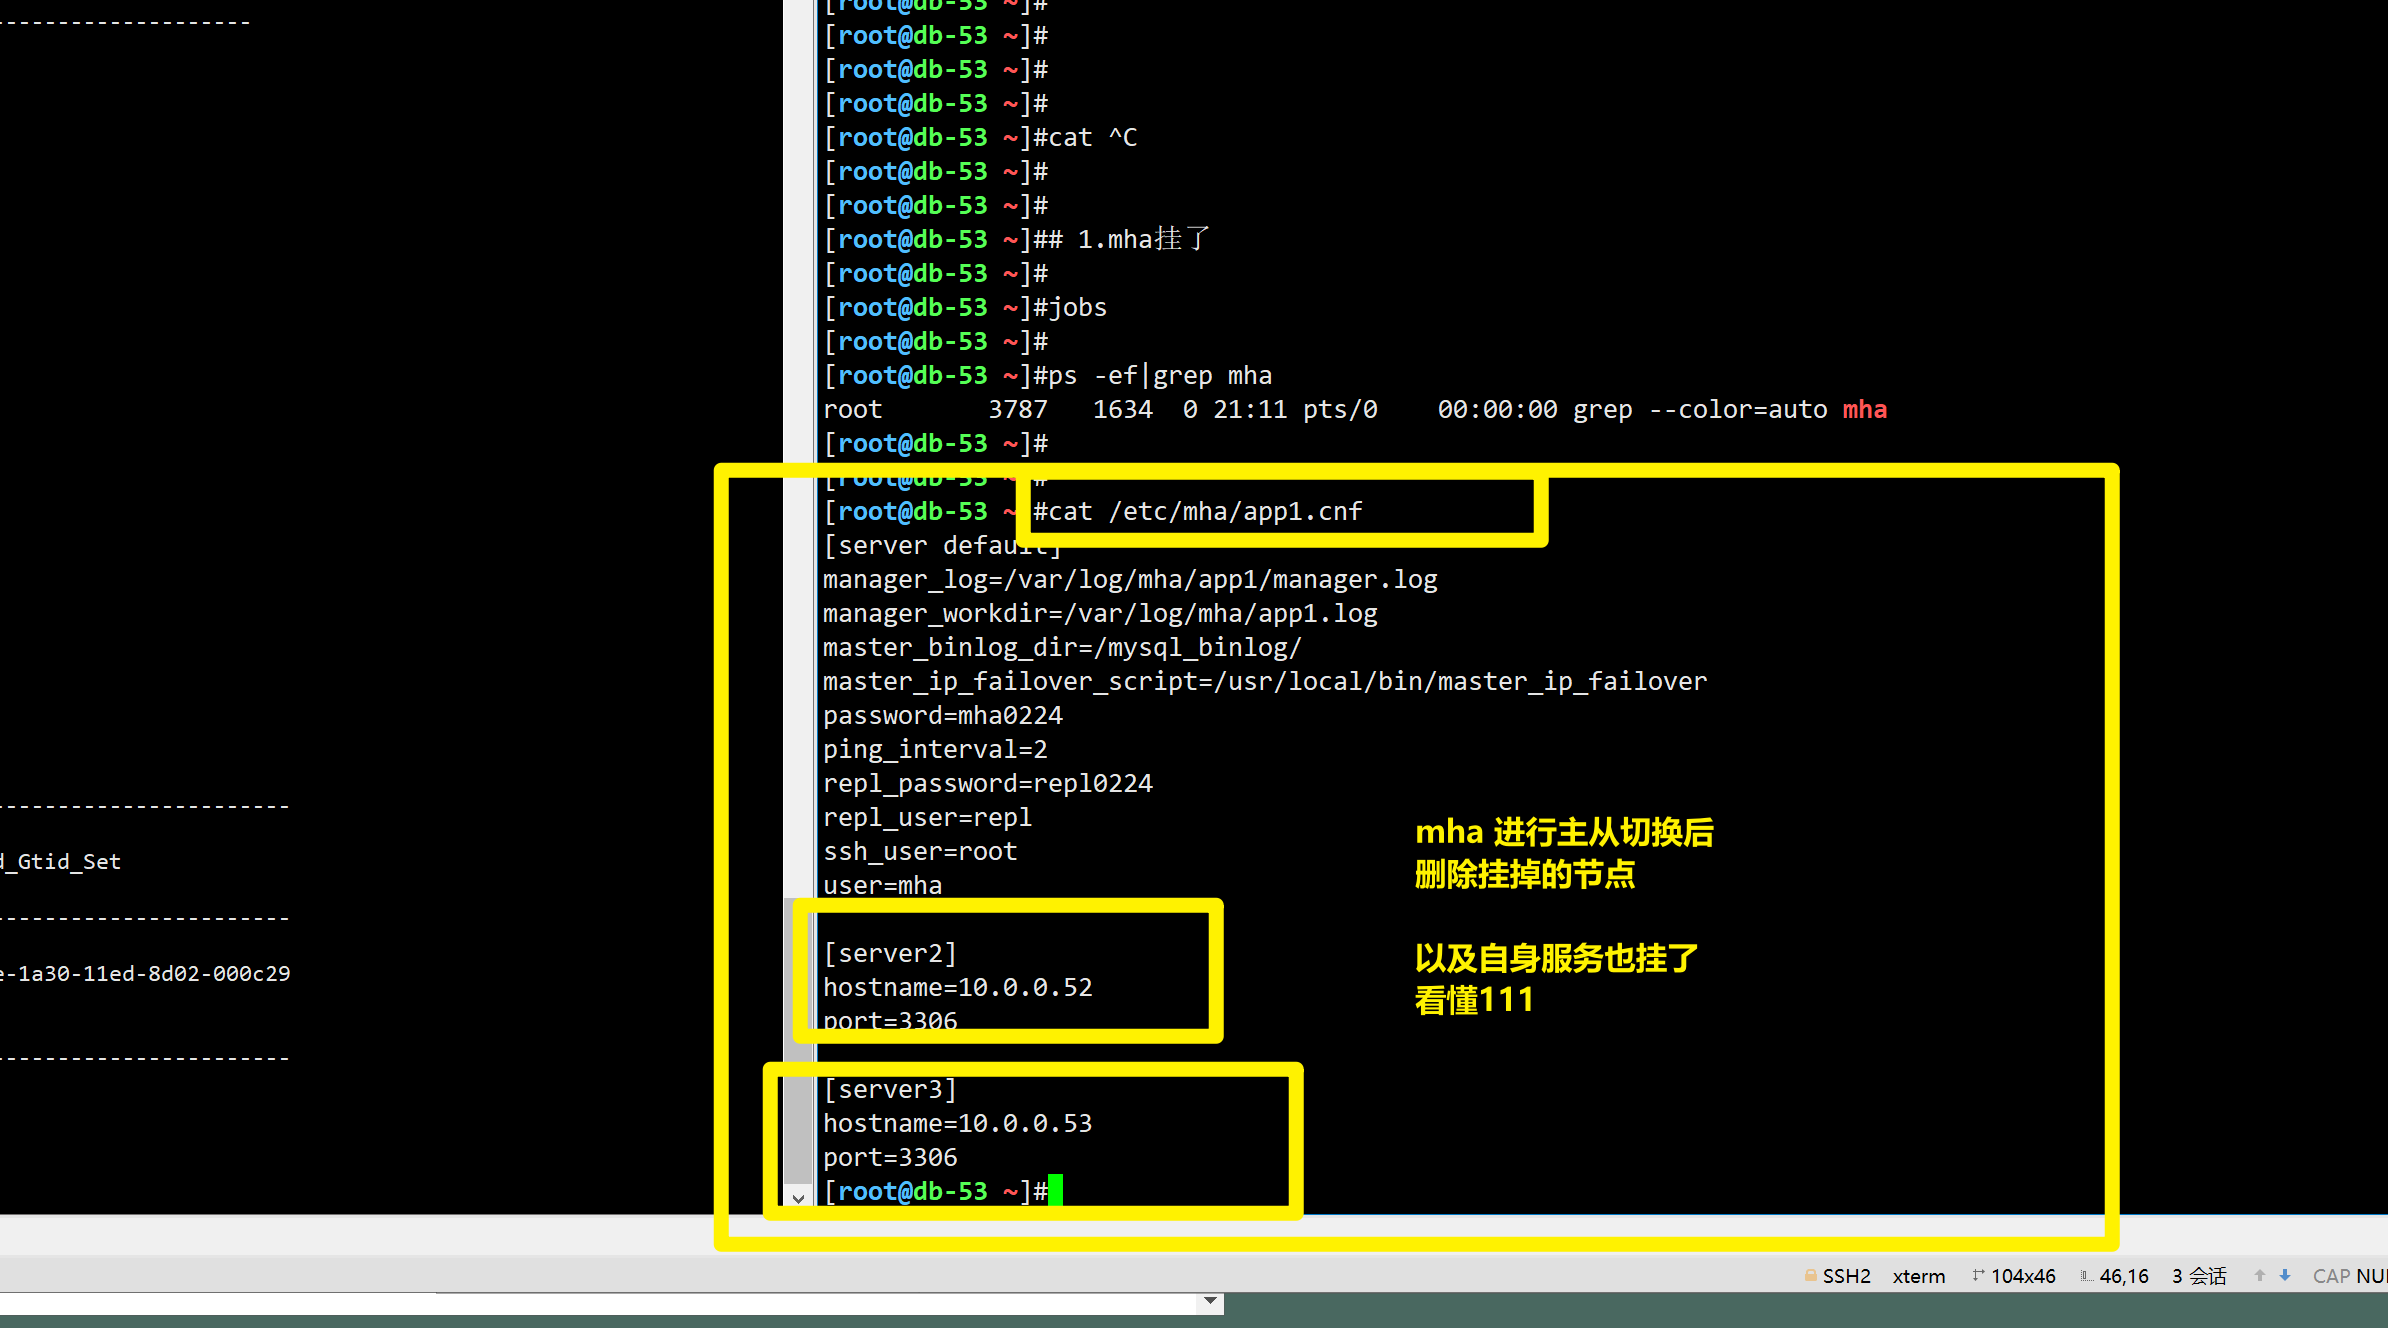 -----------------
d_Gtid_Set
e-1a30-11ed-8d02-000c29
[root@db-53 ~]#
[root@db-53 ~]#
[root@db-53 ~]#
[root@db-53 ~]#
[root@db-53 ~]#cat ^C
[root@db-53 ~]#
[root@db-53 ~]#
[root@db-53 ~]## 1.mha挂了
[root@db-53 ~]#
[root@db-53 ~]#jobs
[root@db-53 ~]#
[root@db-53 ~]#ps -ef|grep mha
root       3787   1634  0 21:11 pts/0    00:00:00 grep --color=auto mha
[root@db-53 ~]#
[root@db-53 ~]#
[root@db-53 ~]#cat /etc/mha/app1.cnf
[server default]
manager_log=/var/log/mha/app1/manager.log
manager_workdir=/var/log/mha/app1.log
master_binlog_dir=/mysql_binlog/
master_ip_failover_script=/usr/local/bin/master_ip_failover
password=mha0224
ping_interval=2
repl_password=repl0224
repl_user=repl
ssh_user=root
user=mha
[server2]
hostname=10.0.0.52
port=3306
[server3]
hostname=10.0.0.53
port=3306
[root@db-53 ~]#
mha 进行主从切换后
删除挂掉的节点
以及自身服务也挂了
看懂111
SSH2 xterm 104x46 46,16 3 会话 CAP NU